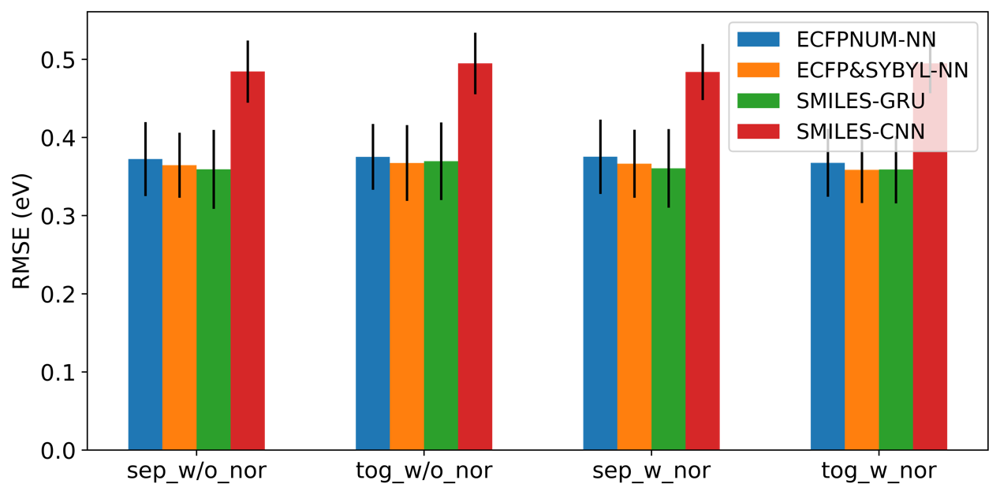 RMSE (eV)
0.5
0.4
0.3
0.2
0.1
0.0
ECFPNUM-NN
ECFP&SYBYL-NN
SMILES-GRU
SMILES-CNN
sep_w/o_nor
tog_w/o_nor
sep_w_nor
tog_w_nor